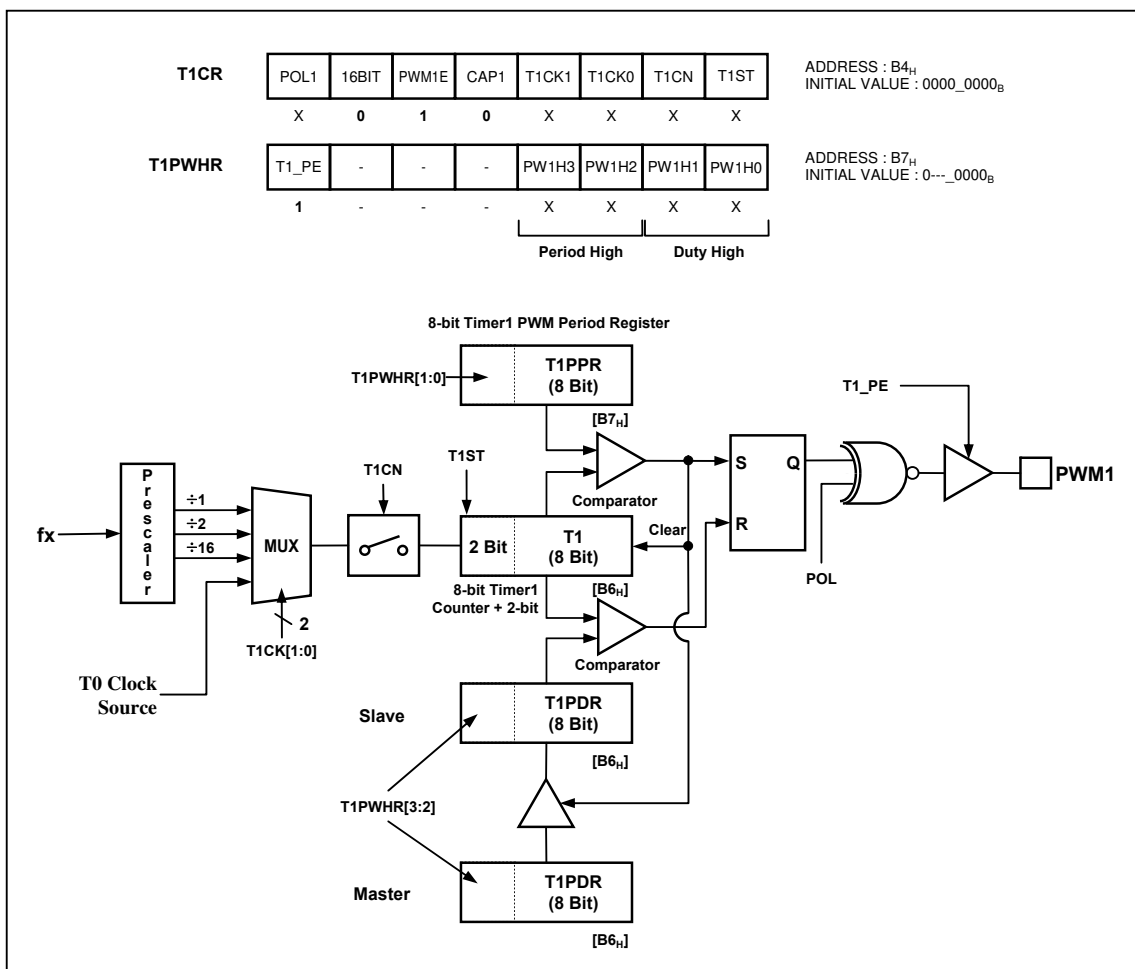 T1CR
POL1 16BIT PWM1E CAP1 T1CK1 T1CK0 T1CN T1ST
ADDRESS : B4H
INITIAL VALUE : 0000_0000B
X 0 1 0 X X X X
T1PWHR
T1_PE - - - PW1H3 PW1H2 PW1H1 PW1H0
ADDRESS : B7H
INITIAL VALUE : 0---_0000B
1 - - - X X X X
Period High Duty High
8-bit Timer1 PWM Period Register
T1PWHR[1:0]
T1PPR
(8 Bit)
[B7H]
T1_PE
Prescaler
fx
÷1
÷2
÷16
MUX
T1CN
T1ST
Comparator
S Q
R
PWM1
2 Bit
T1
(8 Bit)
Clear
POL
[B6H]
8-bit Timer1
Counter + 2-bit
2
T1CK[1:0]
Comparator
T0 Clock
Source
Slave
T1PDR
(8 Bit)
[B6H]
T1PWHR[3:2]
Master
T1PDR
(8 Bit)
[B6H]